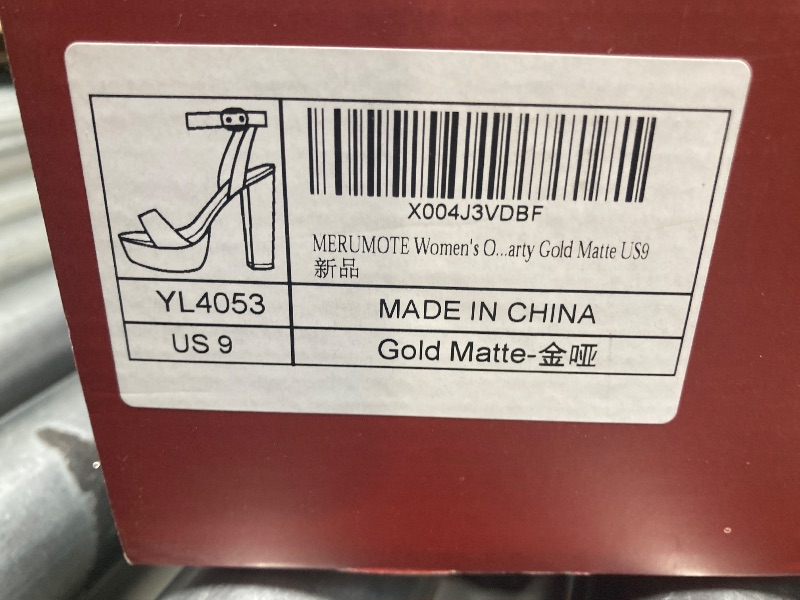 X004J3VDBF
MERUMOTE Women's O...arty Gold Matte US9
新品
YL4053
MADE IN CHINA
US 9
Gold Matte-金哑